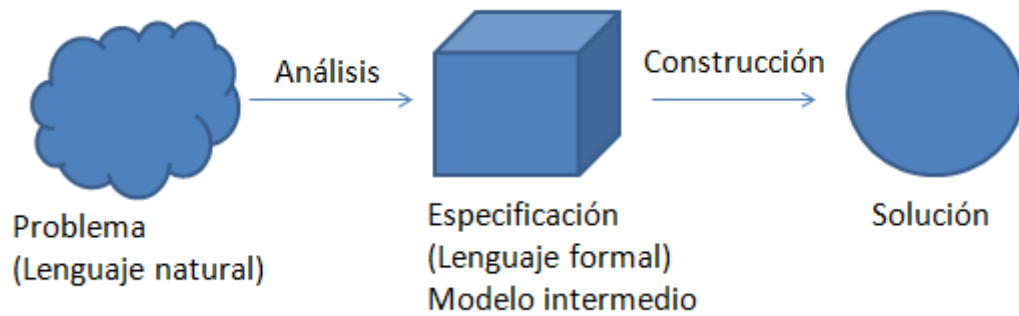 Análisis
Construcción
Problema
(Lenguaje natural)
Especificación
(Lenguaje formal)
Modelo intermedio
Solución